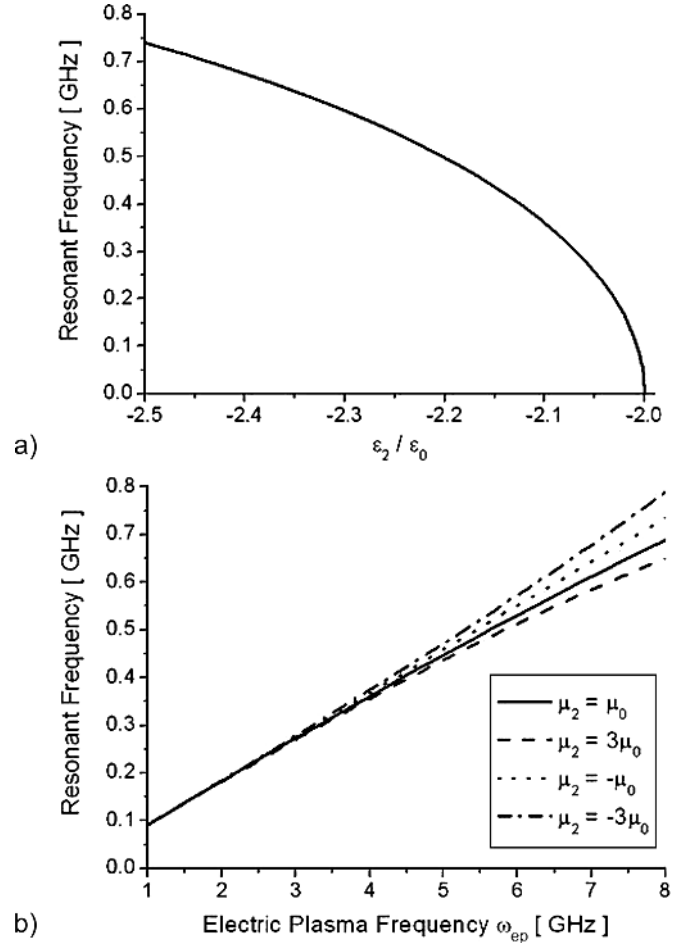 0.8
0.7
0.6
0.5
0.4
0.3
0.2
0.1
0.0
Resonant Frequency [ GHz ]
-2.5 -2.4 -2.3 -2.2 -2.1 -2.0
a) ε₂ / ε₀
0.8
0.7
0.6
0.5
0.4
0.3
0.2
0.1
0.0
Resonant Frequency [ GHz ]
μ₂ = μ₀
μ₂ = 3μ₀
μ₂ = -μ₀
μ₂ = -3μ₀
1 2 3 4 5 6 7 8
b) Electric Plasma Frequency ωₑₚ [ GHz ]